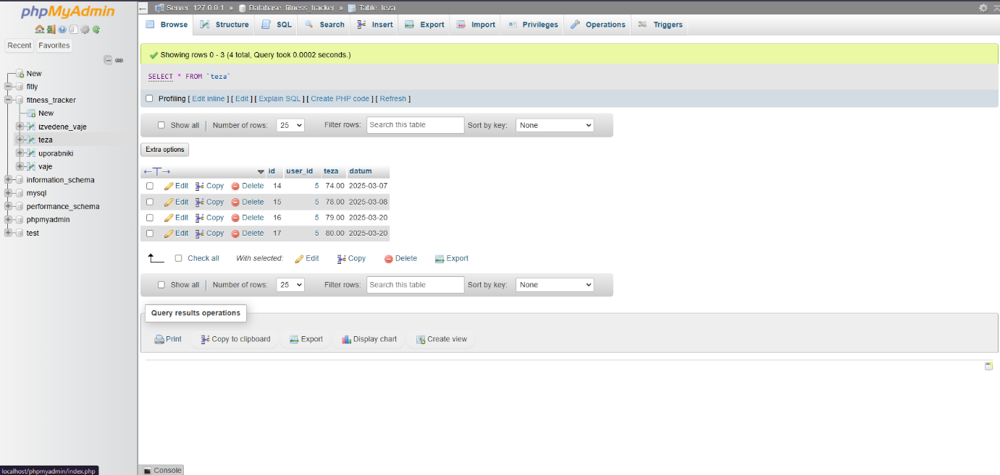 phpMyAdmin
Recent Favorites
New
fitly
fitness_tracker
New
izvedene_vaje
teza
uporabniki
vaje
information_schema
mysql
performance_schema
phpmyadmin
test
localhost/phpmyadmin/index.php
Server: 127.0.0.1 » Database: fitness_tracker » Table: teza
Browse Structure SQL Search Insert Export Import Privileges Operations Triggers
Showing rows 0 - 3 (4 total, Query took 0.0002 seconds.)
SELECT * FROM `teza`
Profiling [ Edit inline ] [ Edit ] [ Explain SQL ] [ Create PHP code ] [ Refresh ]
Show all Number of rows: 25 Filter rows: Search this table Sort by key: None
Extra options
←T→ id user_id teza datum
Edit Copy Delete 14 5 74.00 2025-03-07
Edit Copy Delete 15 5 78.00 2025-03-08
Edit Copy Delete 16 5 79.00 2025-03-20
Edit Copy Delete 17 5 80.00 2025-03-20
Check all With selected: Edit Copy Delete Export
Show all Number of rows: 25 Filter rows: Search this table Sort by key: None
Query results operations
Print Copy to clipboard Export Display chart Create view
Console